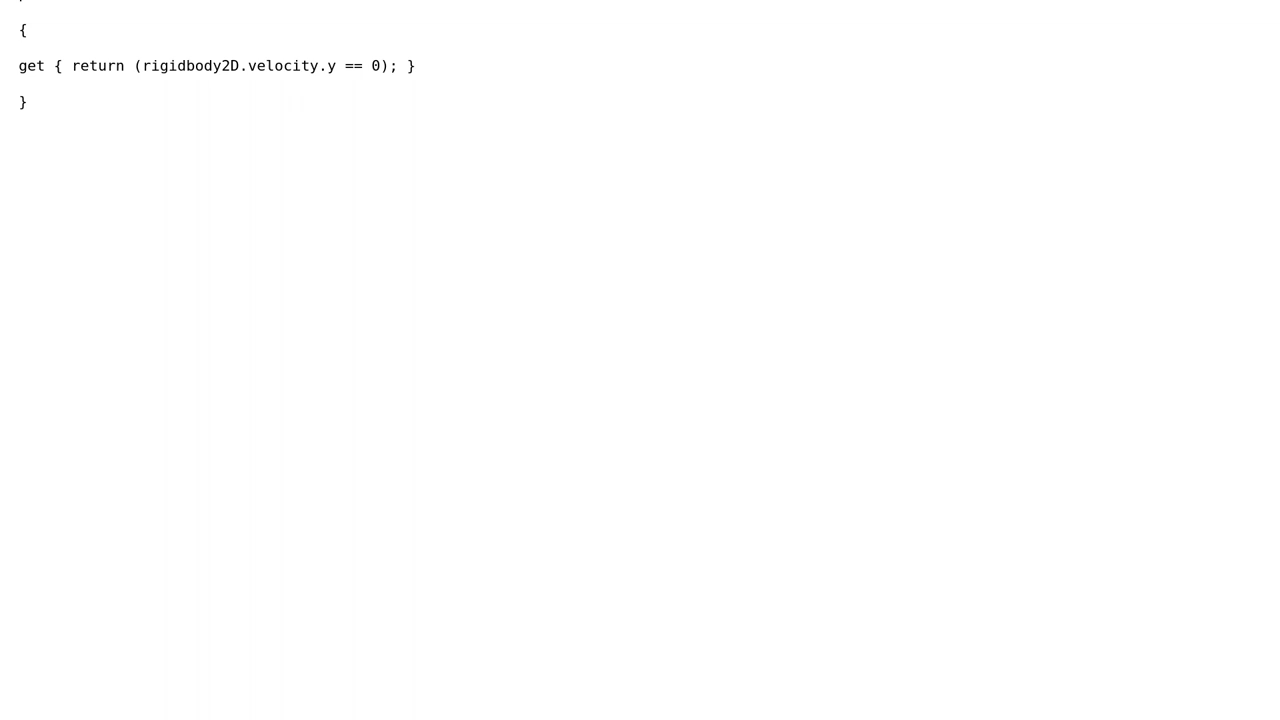 {
get { return (rigidbody2D.velocity.y == 0); }
}